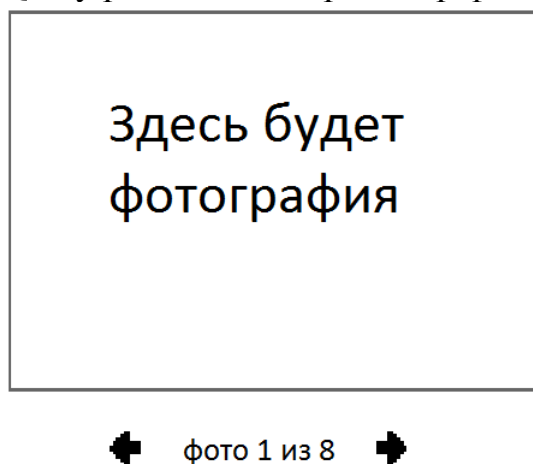 Здесь будет
фотография
фото 1 из 8